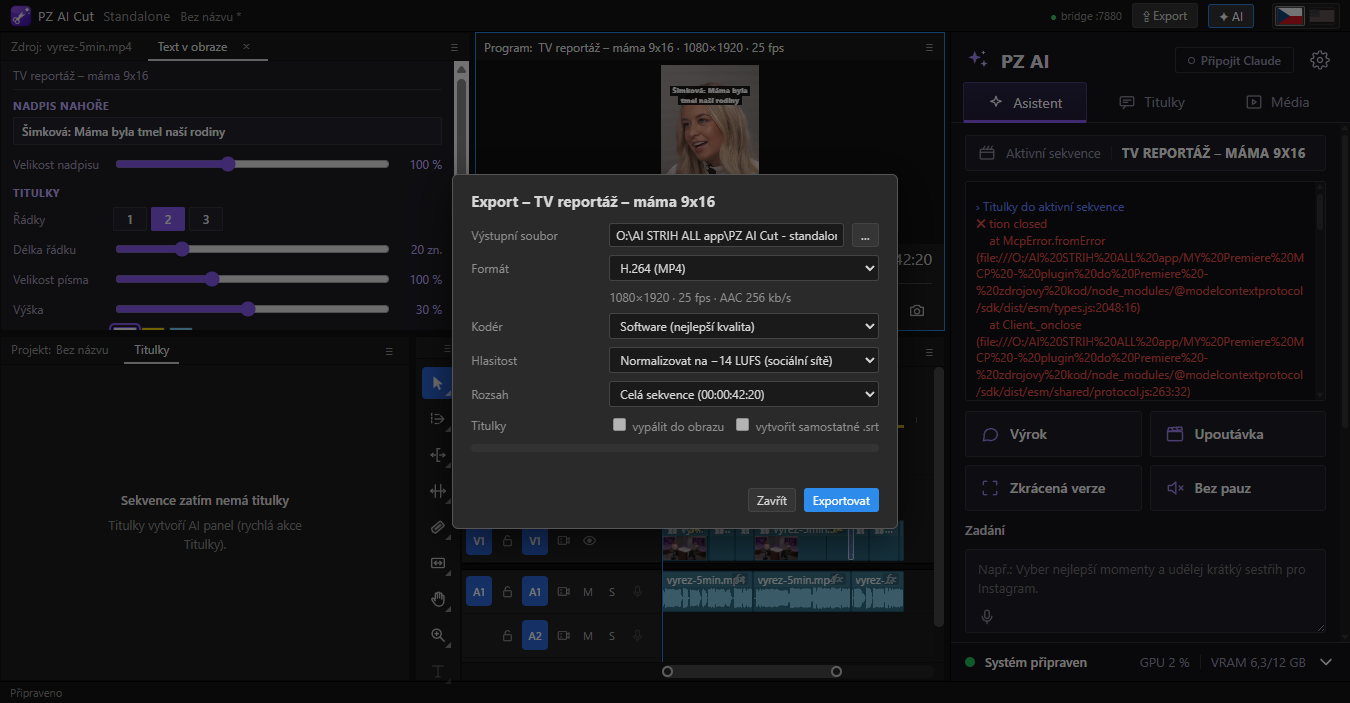 PZ AI Cut Standalone Bez názvu *
bridge :7880
Export
AI
Zdroj: vyrez-5min.mp4
Text v obraze ×
TV reportáž – máma 9x16
NADPIS NAHOŘE
Šimková: Máma byla tmel naší rodiny
Velikost nadpisu 100 %
TITULKY
Řádky 1 2 3
Délka řádku 20 zn.
Velikost písma 100 %
Výška 30 %
Program: TV reportáž – máma 9x16 · 1080×1920 · 25 fps
Šimková: Máma byla
tmel naší rodiny
42:20
Projekt: Bez názvu
Titulky
Sekvence zatím nemá titulky
Titulky vytvoří AI panel (rychlá akce
Titulky).
Export – TV reportáž – máma 9x16
Výstupní soubor O:\AI STRIH ALL app\PZ AI Cut - standalon ...
Formát H.264 (MP4)
1080×1920 · 25 fps · AAC 256 kb/s
Kodér Software (nejlepší kvalita)
Hlasitost Normalizovat na −14 LUFS (sociální sítě)
Rozsah Celá sekvence (00:00:42:20)
Titulky vypálit do obrazu vytvořit samostatné .srt
Zavřít Exportovat
V1 V1
vyrez-5min.mp4
A1 A1 M S
vyrez-5min.mp4 fx vyrez-5min.mp4 fx vyrez- fx
A2 M S
PZ AI
Připojit Claude
Asistent Titulky Média
Aktivní sekvence TV REPORTÁŽ – MÁMA 9X16
› Titulky do aktivní sekvence
✕ tion closed
at McpError.fromError
(file:///O:/AI%20STRIH%20ALL%20app/MY%20Premiere%20M
CP%20-%20plugin%20do%20Premiere%20-
%20zdrojovy%20kod/node_modules/@modelcontextprotocol
/sdk/dist/esm/types.js:2048:16)
at Client._onclose
(file:///O:/AI%20STRIH%20ALL%20app/MY%20Premiere%20M
CP%20-%20plugin%20do%20Premiere%20-
%20zdrojovy%20kod/node_modules/@modelcontextprotocol
/sdk/dist/esm/shared/protocol.js:263:32)
Výrok Upoutávka
Zkrácená verze Bez pauz
Zadání
Např.: Vyber nejlepší momenty a udělej krátký sestřih pro
Instagram.
Systém připraven GPU 2 % VRAM 6,3/12 GB
Připraveno